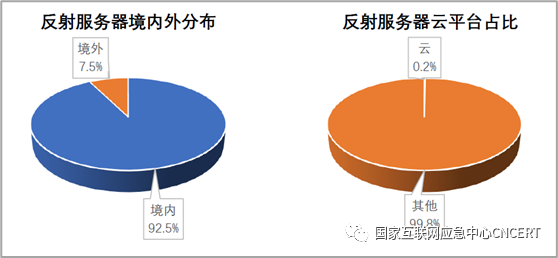 反射服务器境内外分布
境外
7.5%
境内
92.5%
反射服务器云平台占比
云
0.2%
其他
99.8%
国家互联网应急中心CNCERT